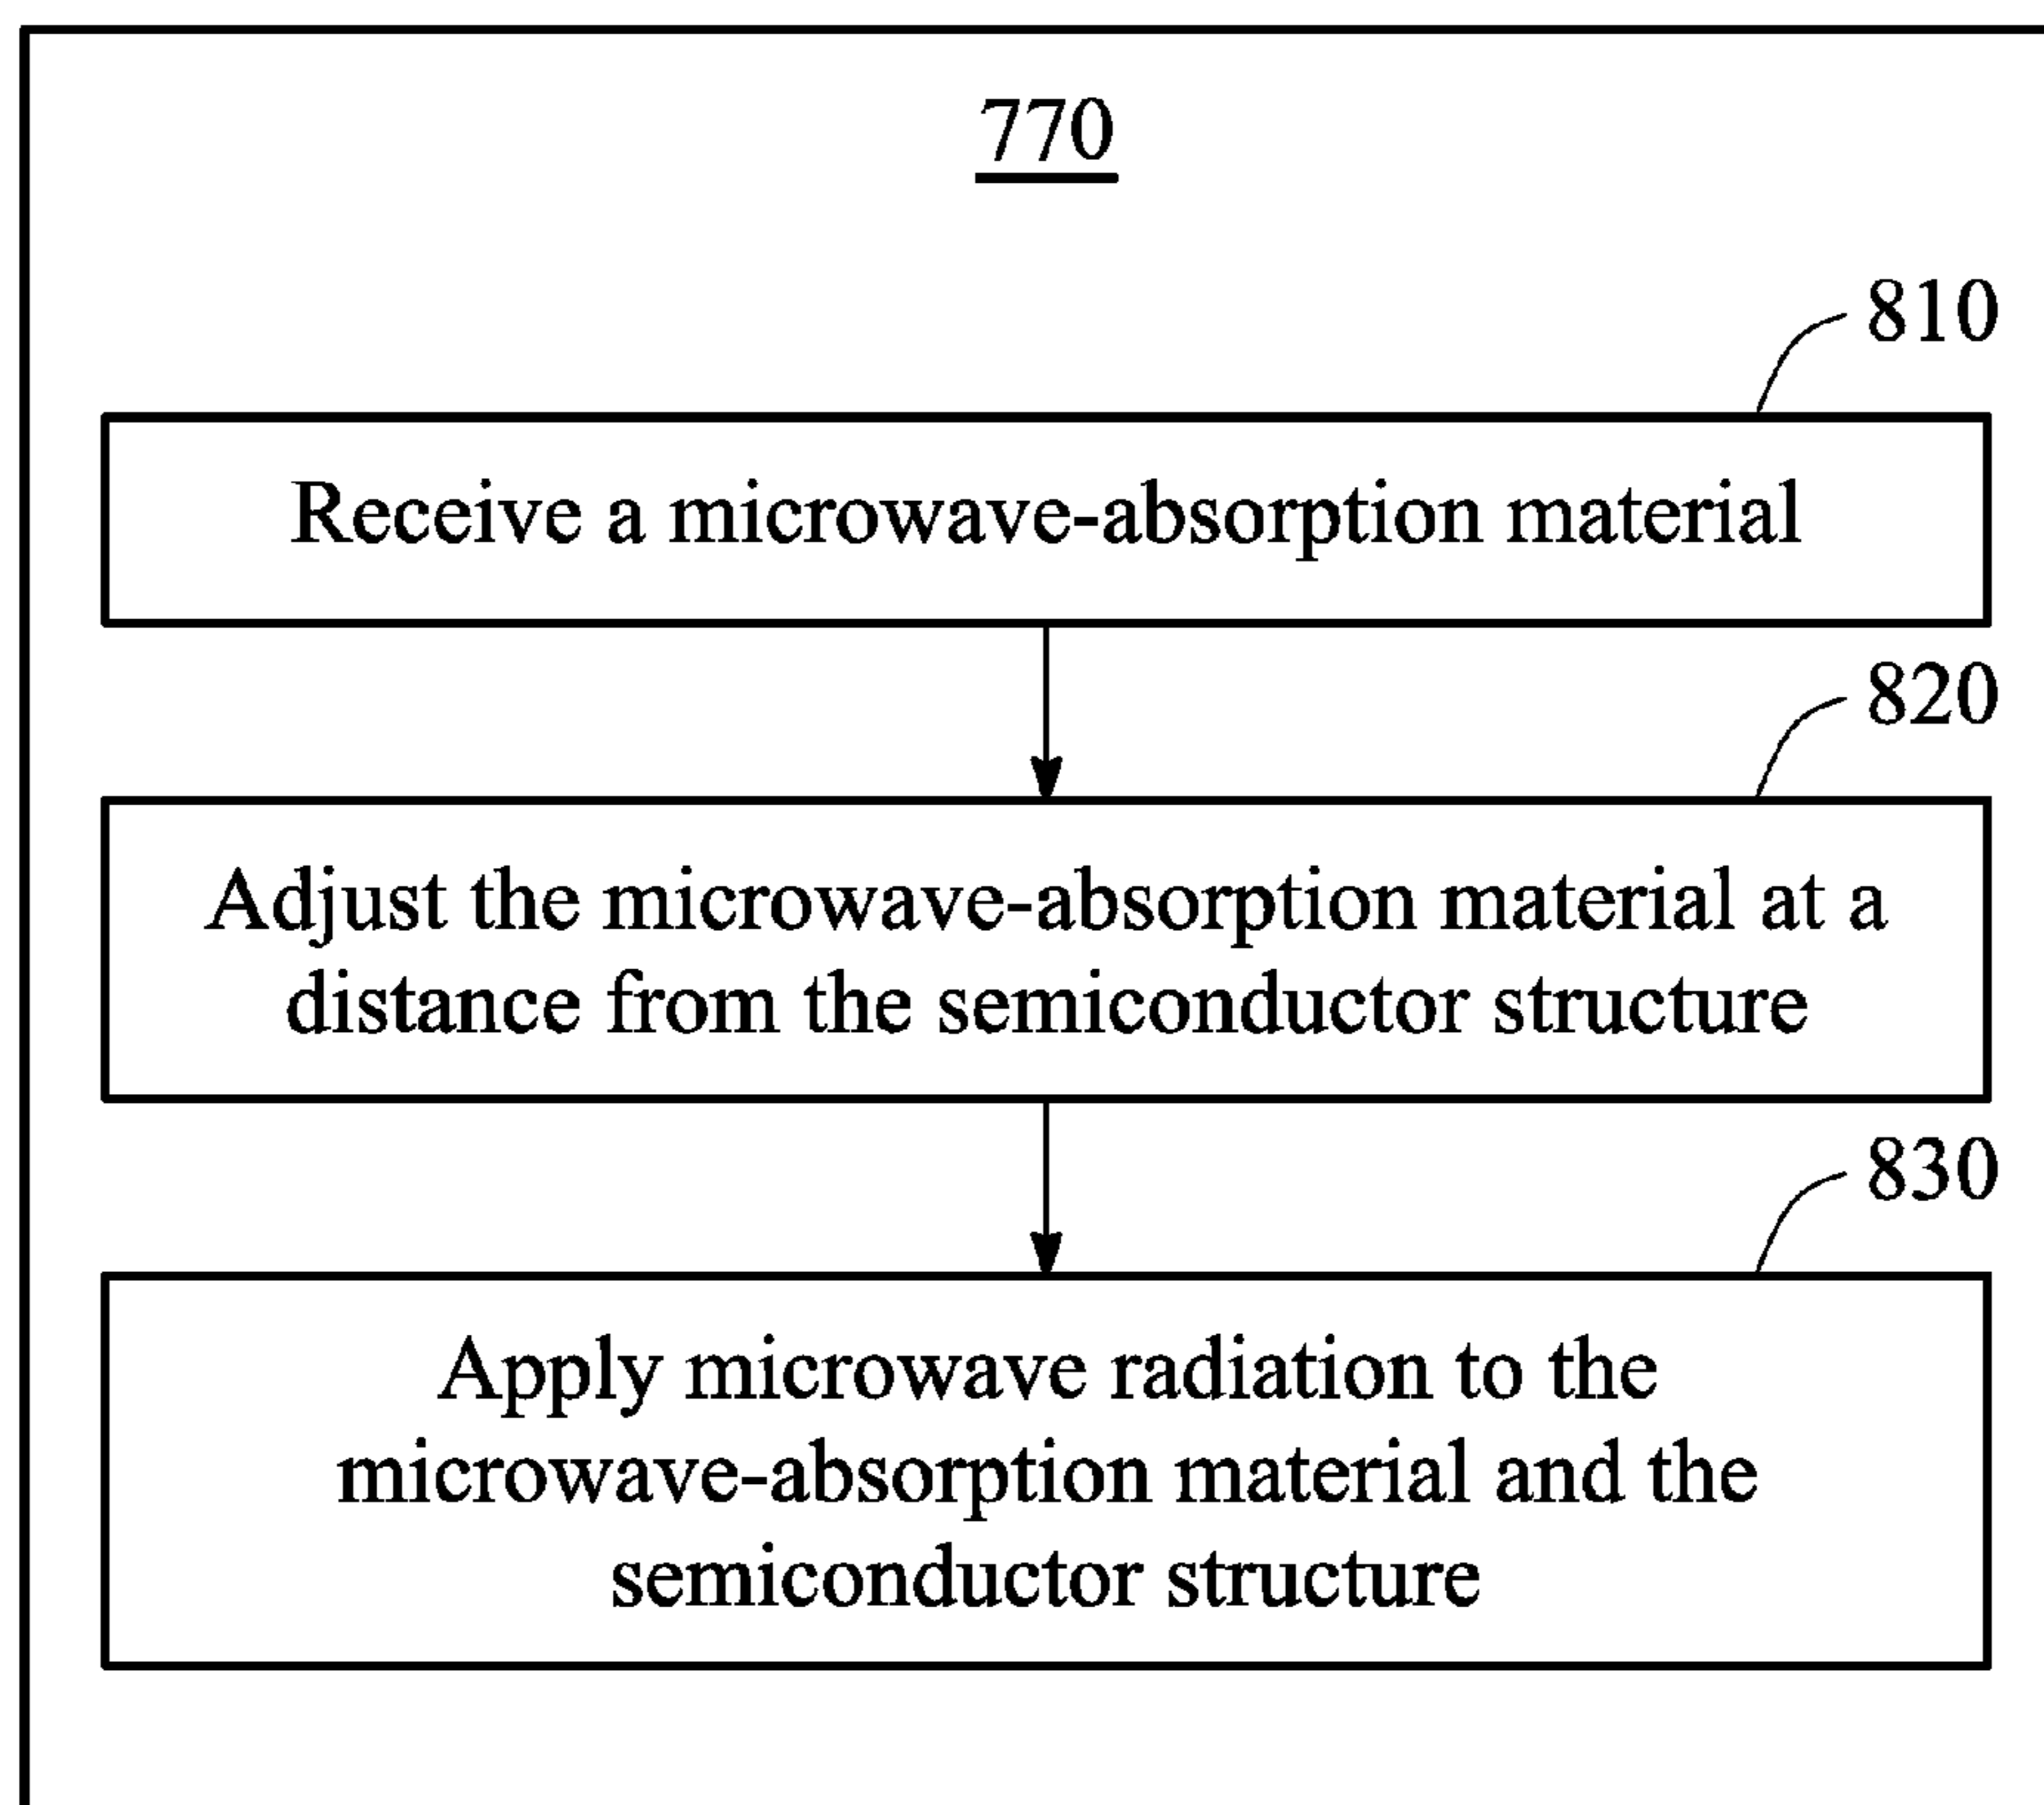 770
810
Receive a microwave-absorption material
820
Adjust the microwave-absorption material at a
distance from the semiconductor structure
830
Apply microwave radiation to the
microwave-absorption material and the
semiconductor structure